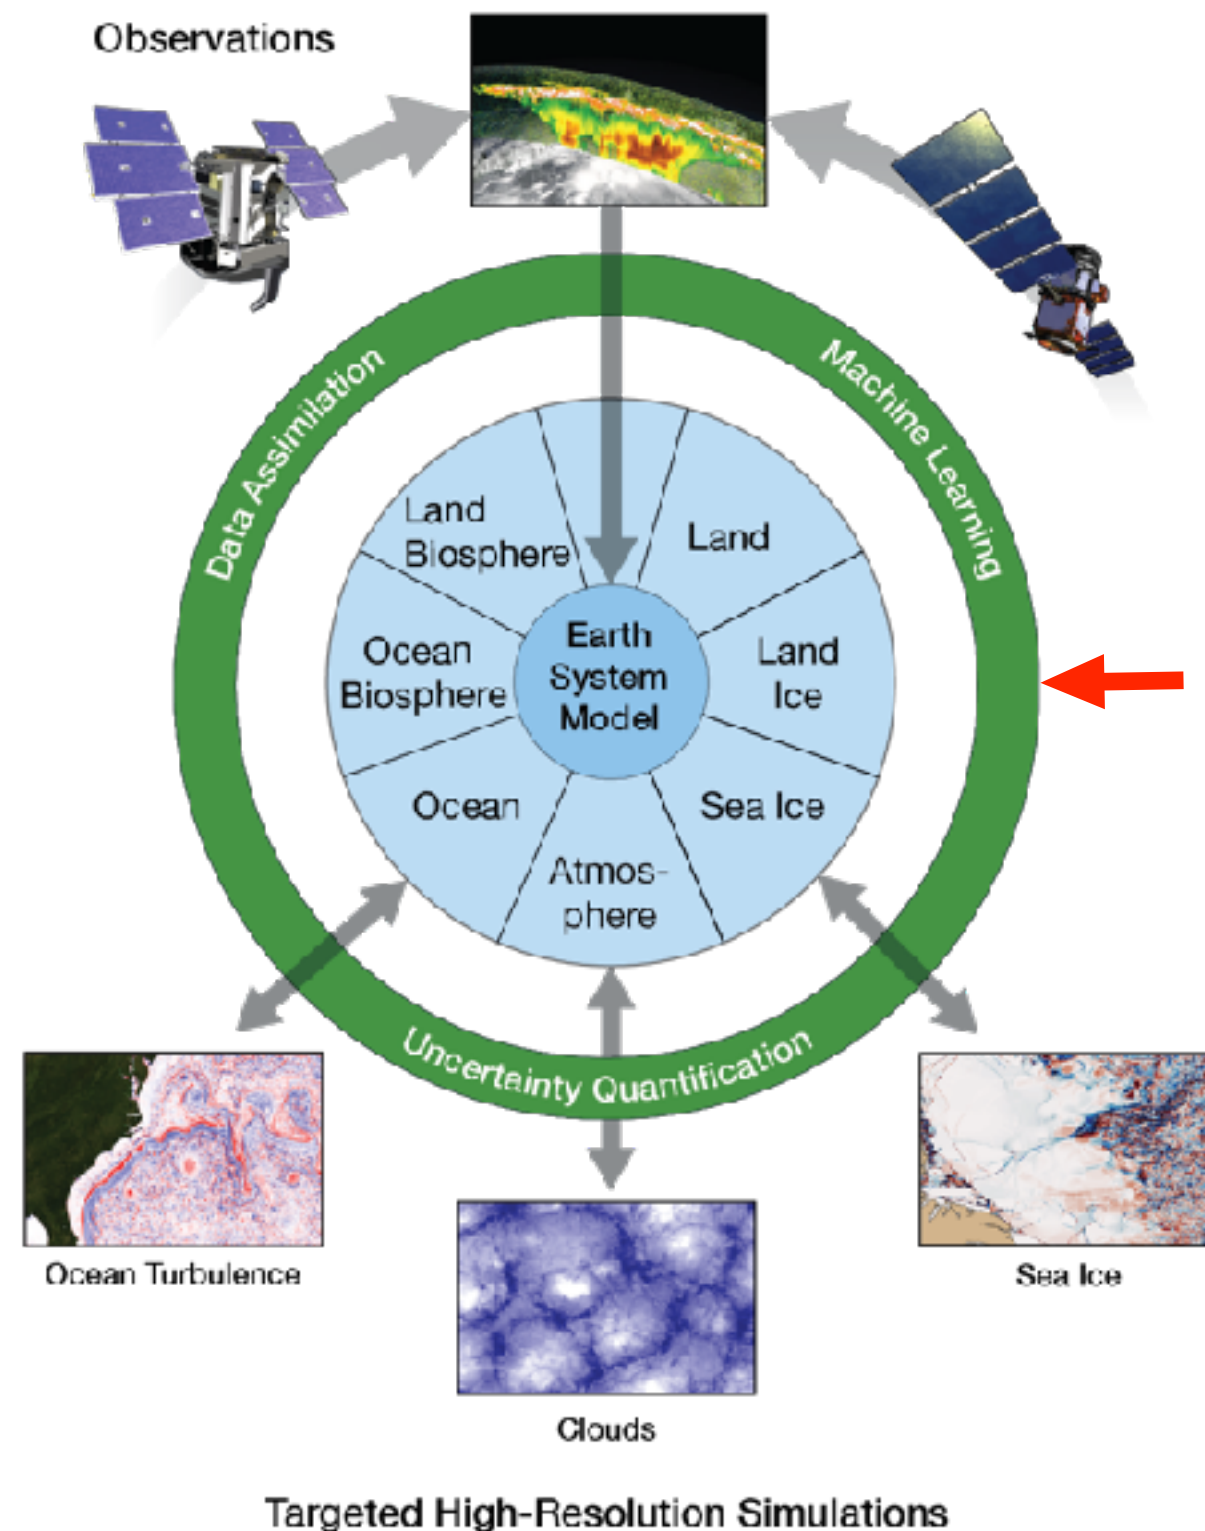 Observations
Data Assimilation
Machine Learning
Land
Biosphere
Land
Ocean
Biosphere
Earth
System
Model
Land
Ice
Ocean
Sea Ice
Atmos-
phere
Uncertainty Quantification
Ocean Turbulence
Sea Ice
Clouds
Targeted High-Resolution Simulations